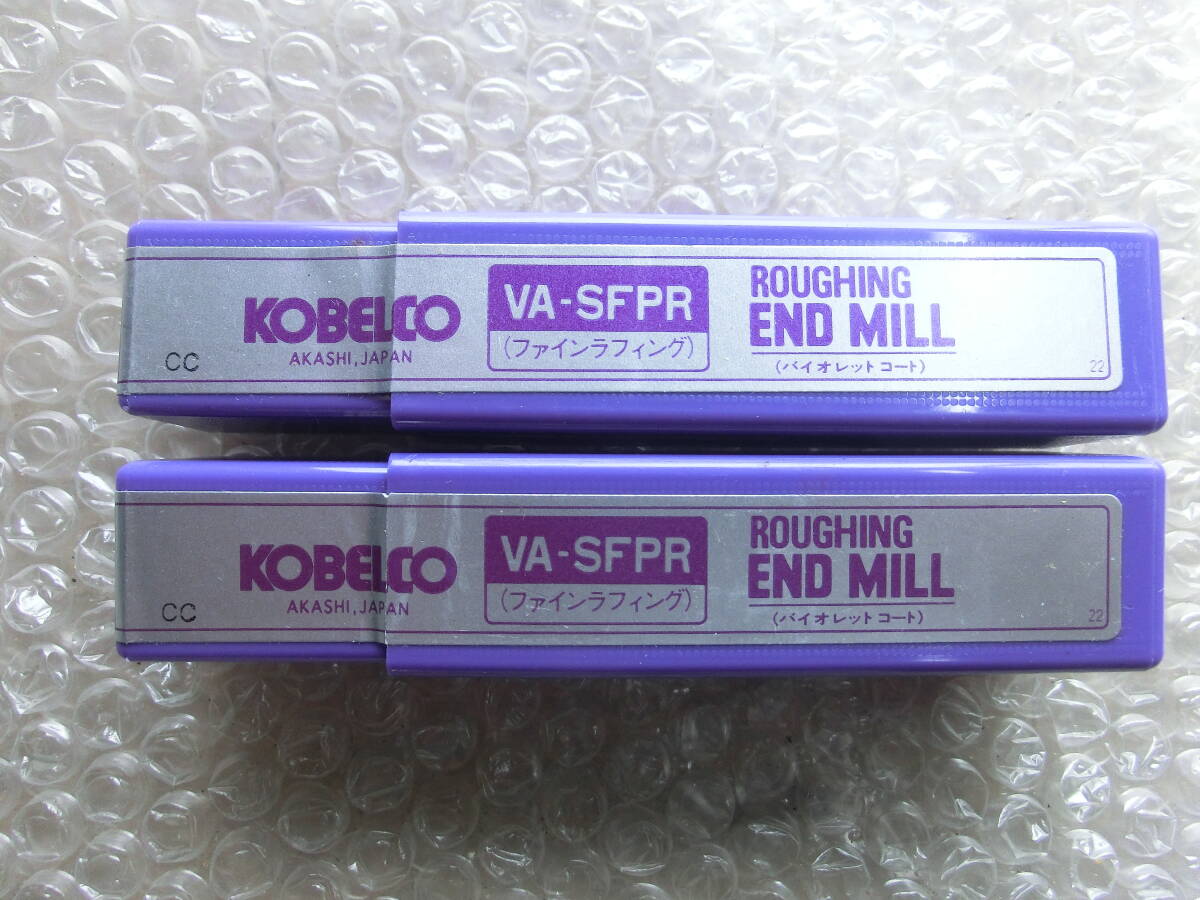 CC
KOBELCO
AKASHI, JAPAN
VA-SFPR
(ファインラフィング)
ROUGHING
END MILL
(バイオレットコート)
22
CC
KOBELCO
AKASHI, JAPAN
VA-SFPR
(ファインラフィング)
ROUGHING
END MILL
(バイオレットコート)
22